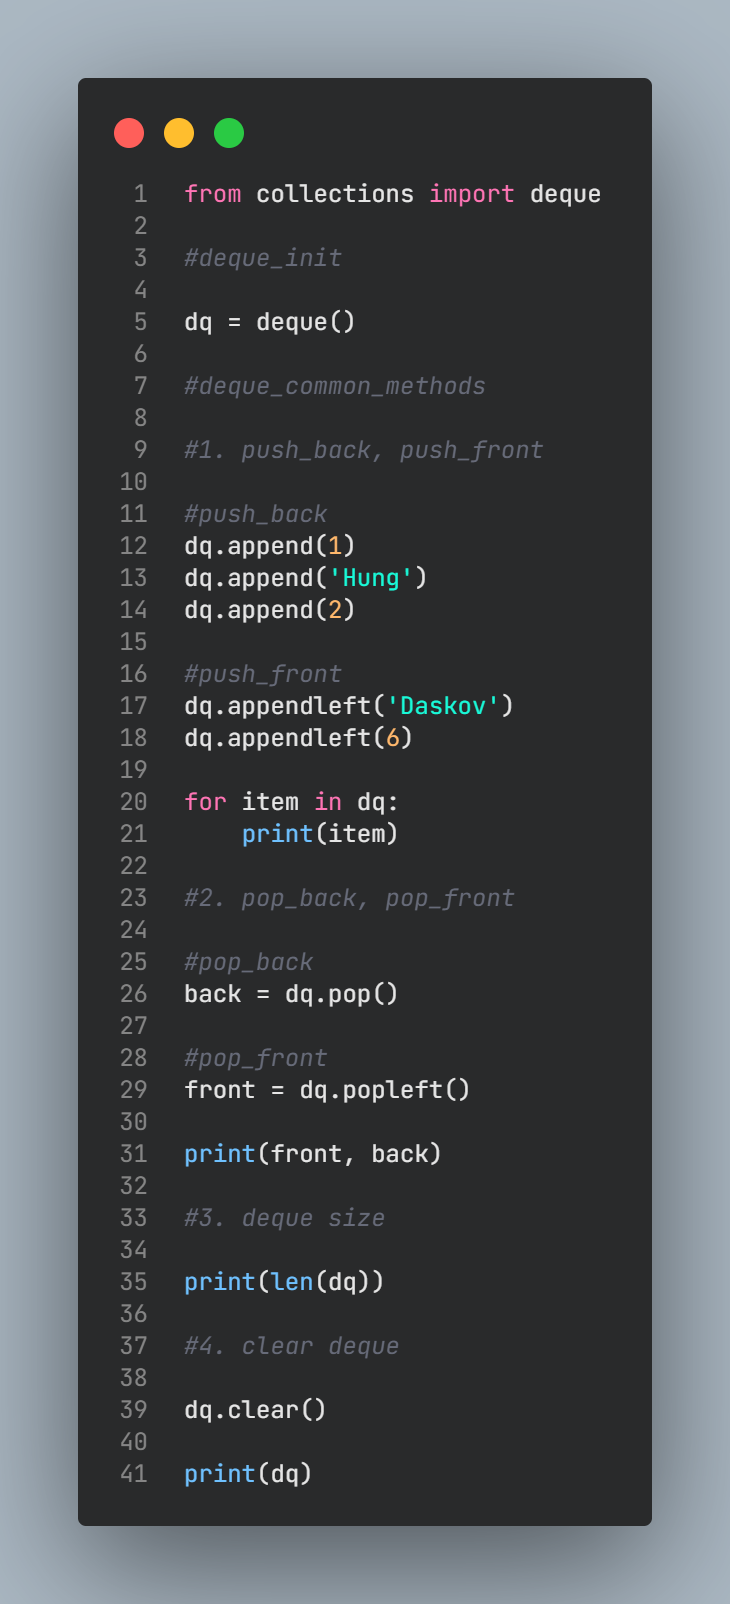 1 from collections import deque
2
3 #deque_init
4
5 dq = deque()
6
7 #deque_common_methods
8
9 #1. push_back, push_front
10
11 #push_back
12 dq.append(1)
13 dq.append('Hung')
14 dq.append(2)
15
16 #push_front
17 dq.appendleft('Daskov')
18 dq.appendleft(6)
19
20 for item in dq:
21     print(item)
22
23 #2. pop_back, pop_front
24
25 #pop_back
26 back = dq.pop()
27
28 #pop_front
29 front = dq.popleft()
30
31 print(front, back)
32
33 #3. deque size
34
35 print(len(dq))
36
37 #4. clear deque
38
39 dq.clear()
40
41 print(dq)